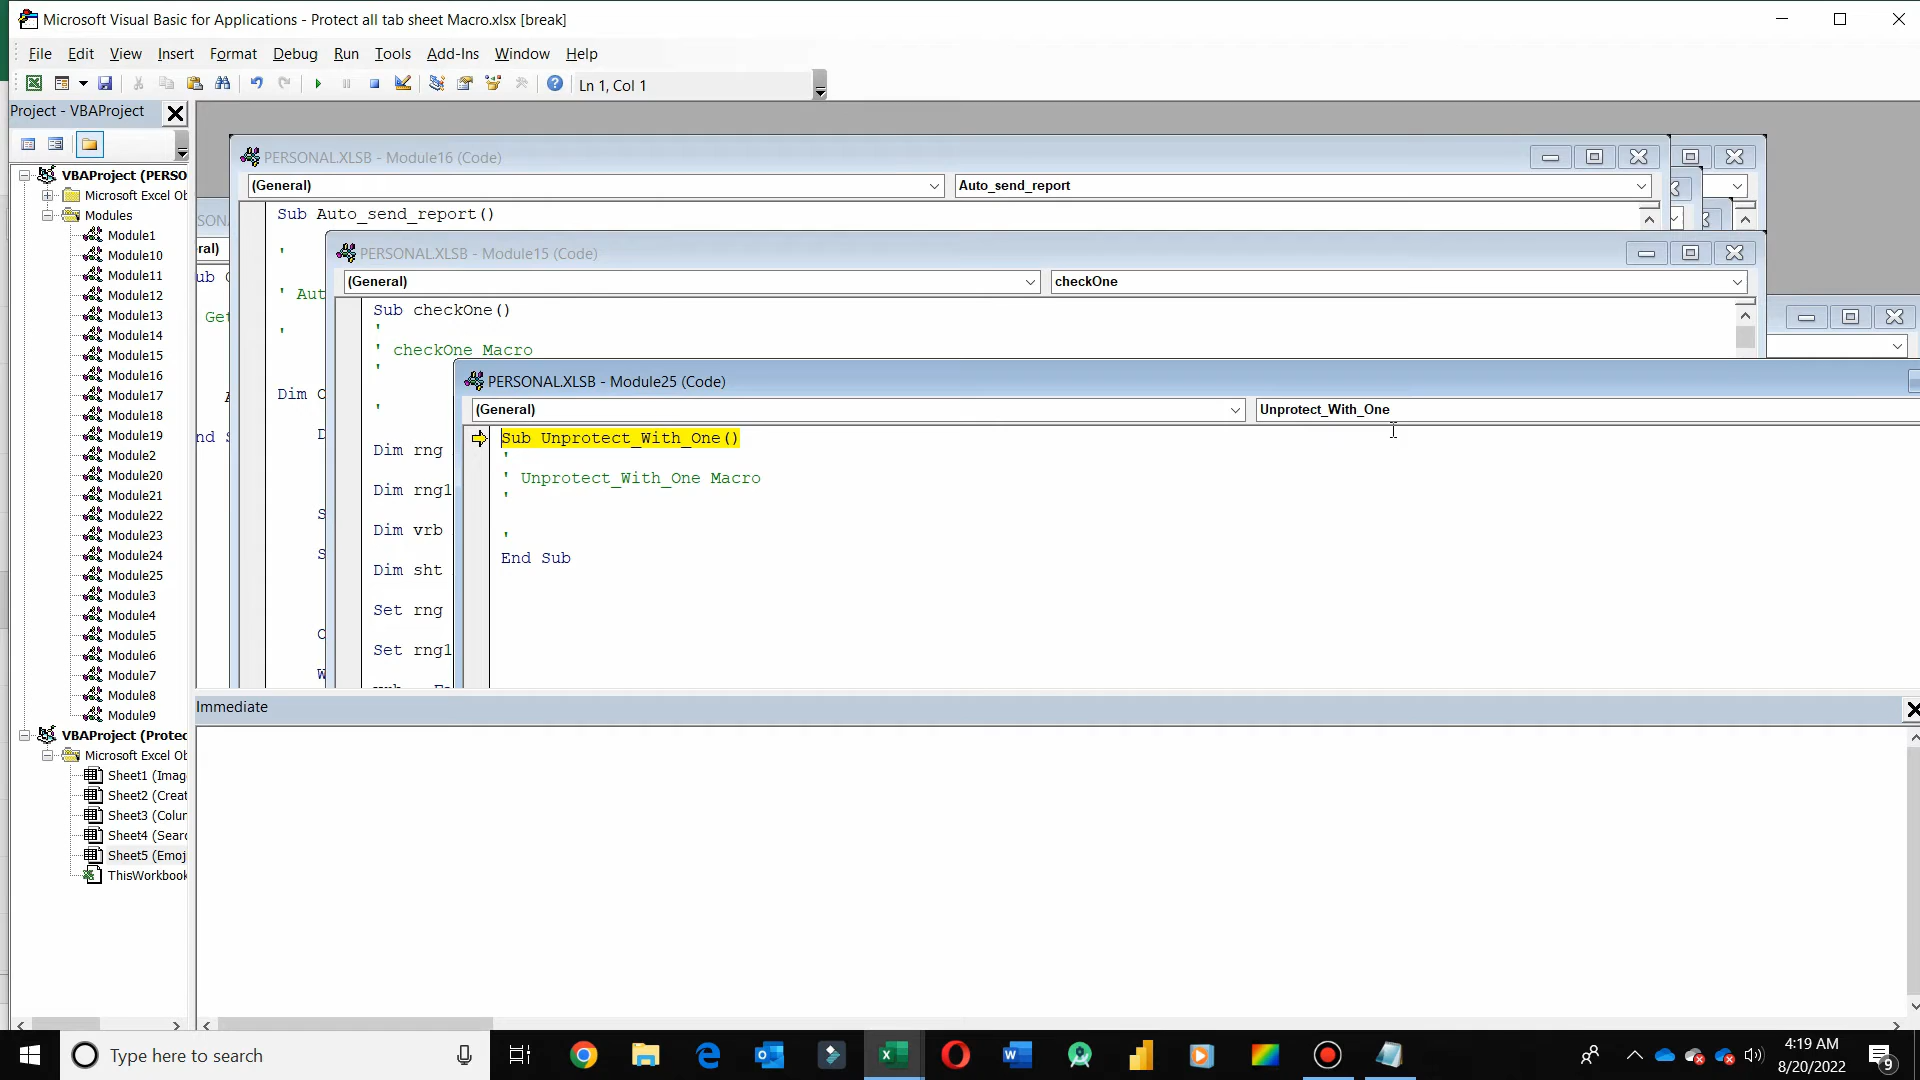 Microsoft Visual Basic for Applications - Protect all tab sheet Macro.xlsx [break]
File Edit View Insert Format Debug Run Tools Add-Ins Window Help
Ln 1, Col 1
Project - VBAProject
VBAProject (PERSO
Microsoft Excel Ob
Modules
Module1
Module10
Module11
Module12
Module13
Module14
Module15
Module16
Module17
Module18
Module19
Module2
Module20
Module21
Module22
Module23
Module24
Module25
Module3
Module4
Module5
Module6
Module7
Module8
Module9
VBAProject (Protec
Microsoft Excel Ob
Sheet1 (Imag
Sheet2 (Creat
Sheet3 (Colur
Sheet4 (Searc
Sheet5 (Emoj
ThisWorkbook
SON
ral)
ub
Get
nd
PERSONAL.XLSB - Module16 (Code)
(General) Auto_send_report
Sub Auto_send_report()
'
' Aut
'
Dim
PERSONAL.XLSB - Module15 (Code)
(General) checkOne
Sub checkOne()
'
' checkOne Macro
'
'
Dim rng
Dim rng1
Dim vrb
Dim sht
Set rng
Set rng1
PERSONAL.XLSB - Module25 (Code)
(General) Unprotect_With_One
Sub Unprotect_With_One()
'
' Unprotect_With_One Macro
'
'
End Sub
Immediate
Type here to search
4:19 AM
8/20/2022
9